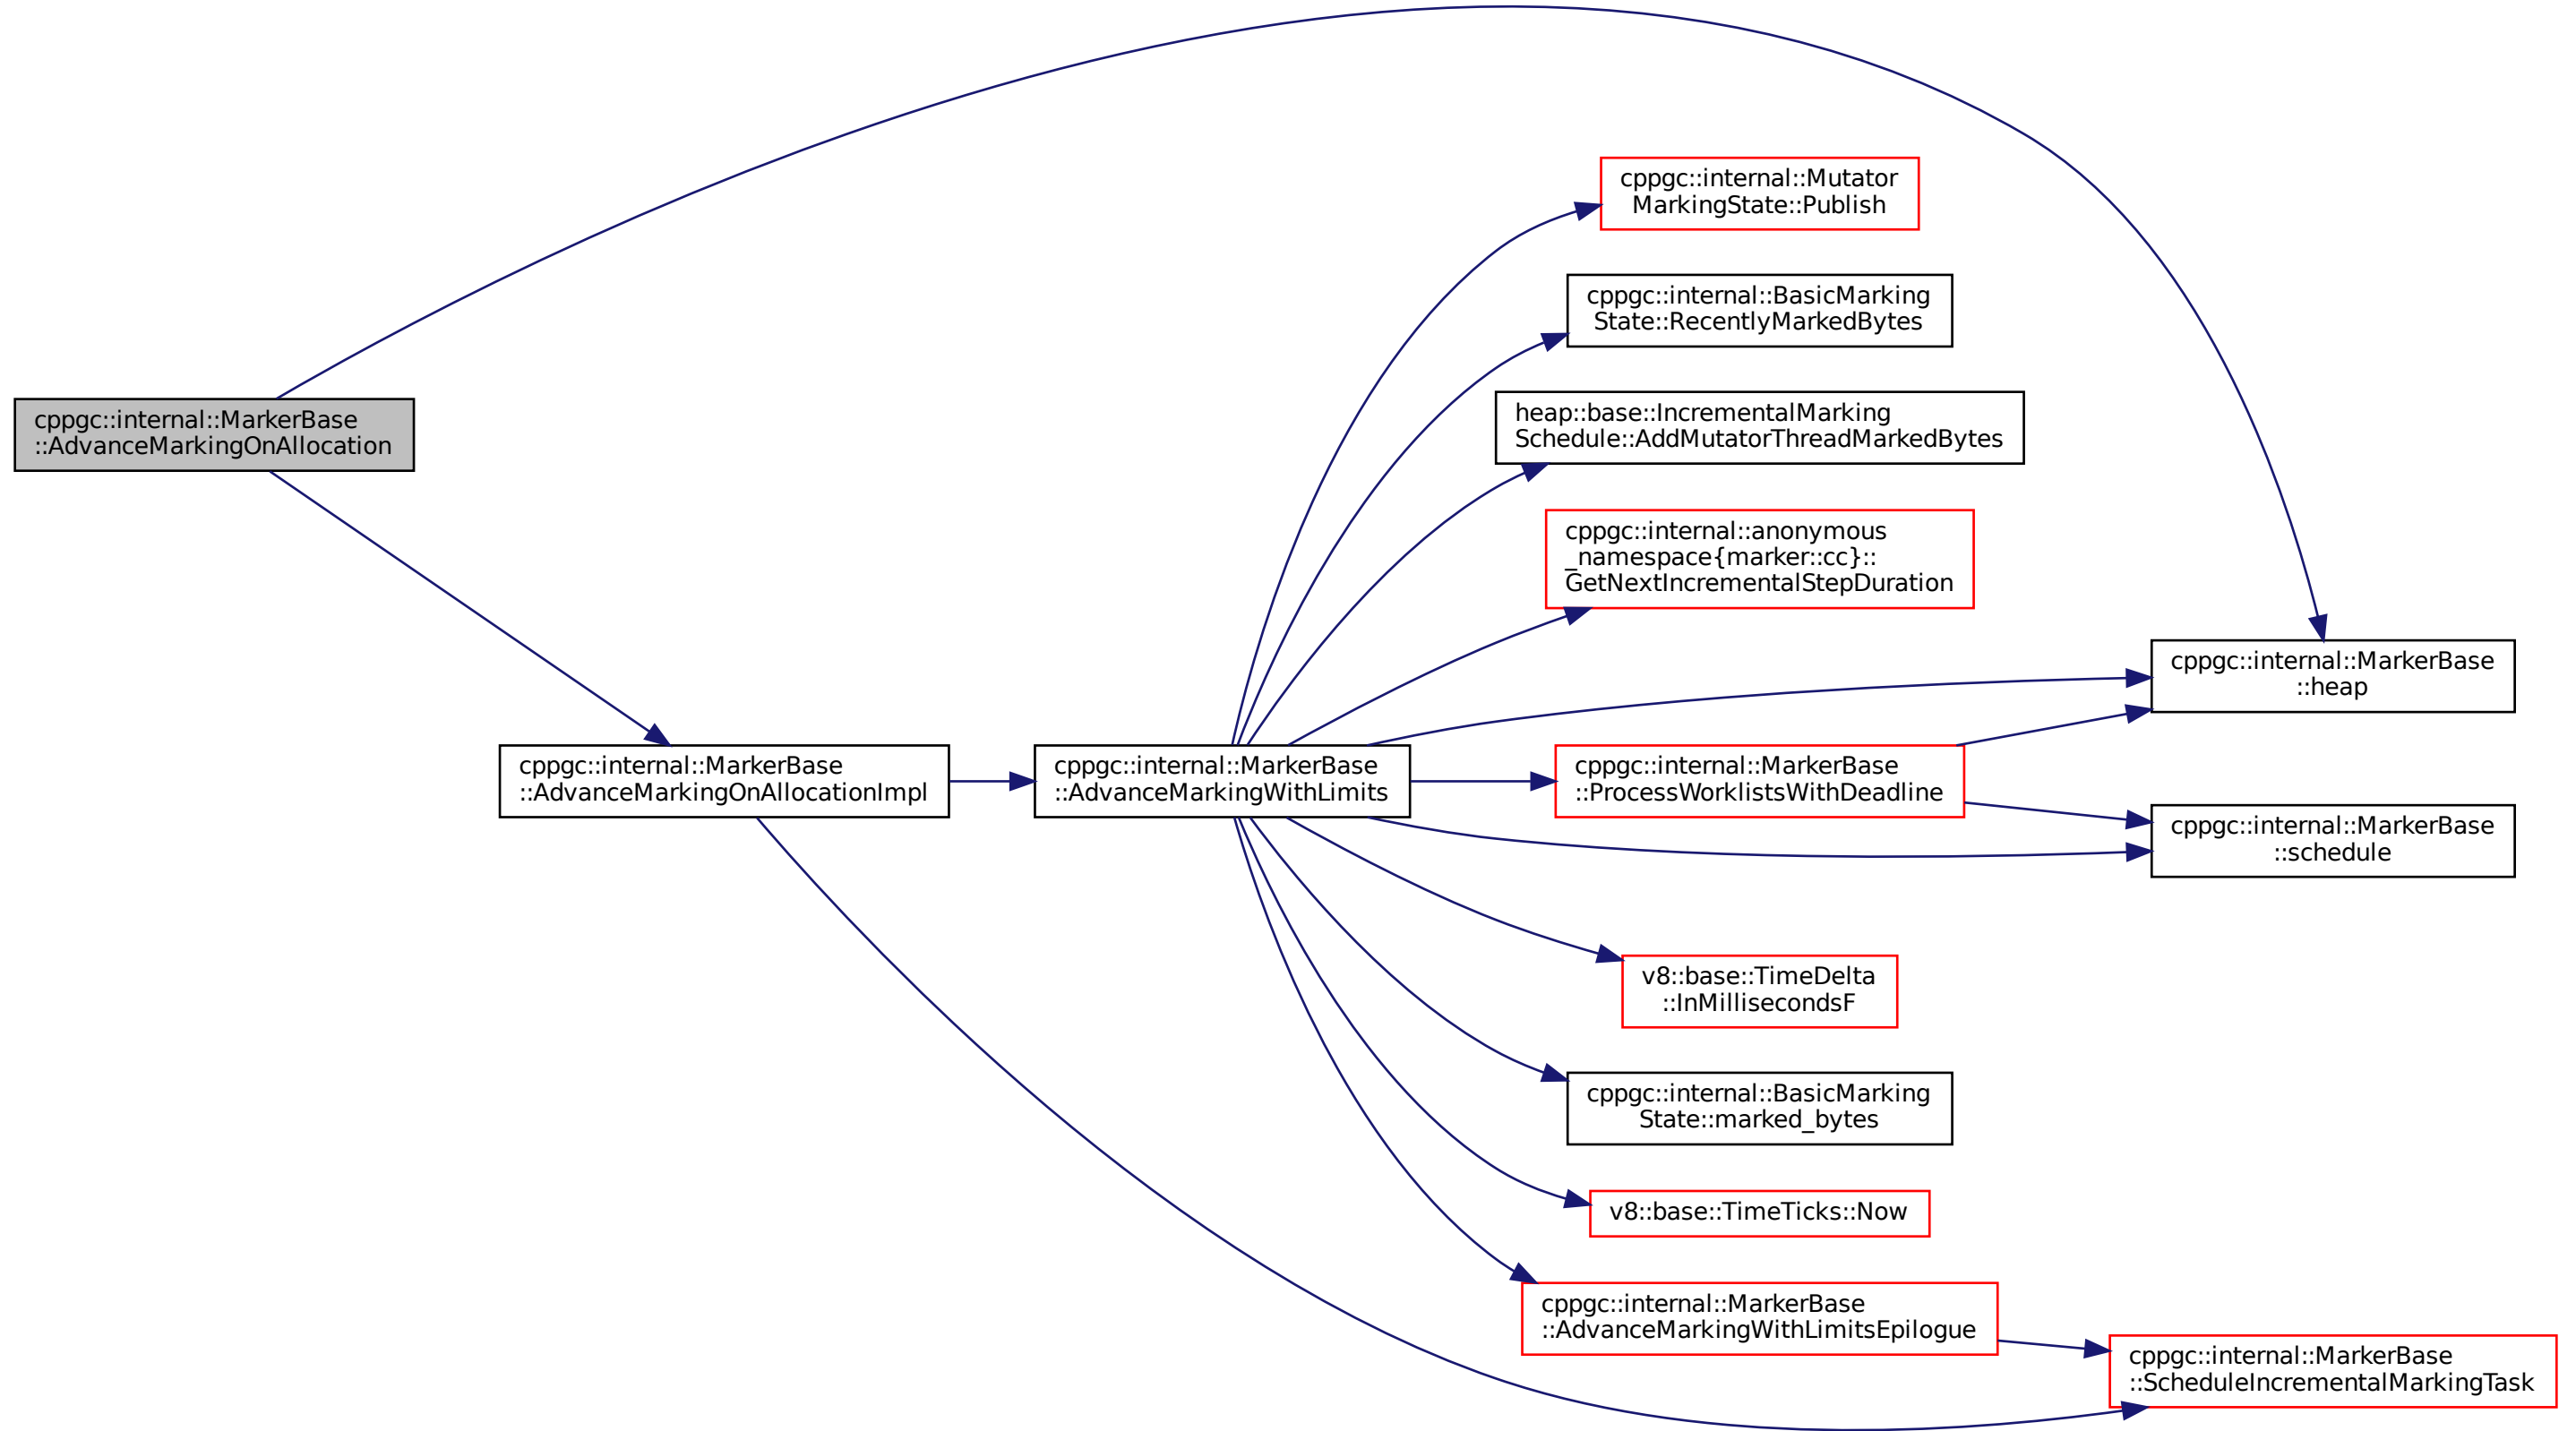 cppgc::internal::MarkerBase
::AdvanceMarkingOnAllocation
cppgc::internal::MarkerBase
::AdvanceMarkingOnAllocationImpl
cppgc::internal::MarkerBase
::AdvanceMarkingWithLimits
cppgc::internal::Mutator
MarkingState::Publish
cppgc::internal::BasicMarking
State::RecentlyMarkedBytes
heap::base::IncrementalMarking
Schedule::AddMutatorThreadMarkedBytes
cppgc::internal::anonymous
_namespace{marker::cc}::
GetNextIncrementalStepDuration
cppgc::internal::MarkerBase
::heap
cppgc::internal::MarkerBase
::ProcessWorklistsWithDeadline
cppgc::internal::MarkerBase
::schedule
v8::base::TimeDelta
::InMillisecondsF
cppgc::internal::BasicMarking
State::marked_bytes
v8::base::TimeTicks::Now
cppgc::internal::MarkerBase
::AdvanceMarkingWithLimitsEpilogue
cppgc::internal::MarkerBase
::ScheduleIncrementalMarkingTask